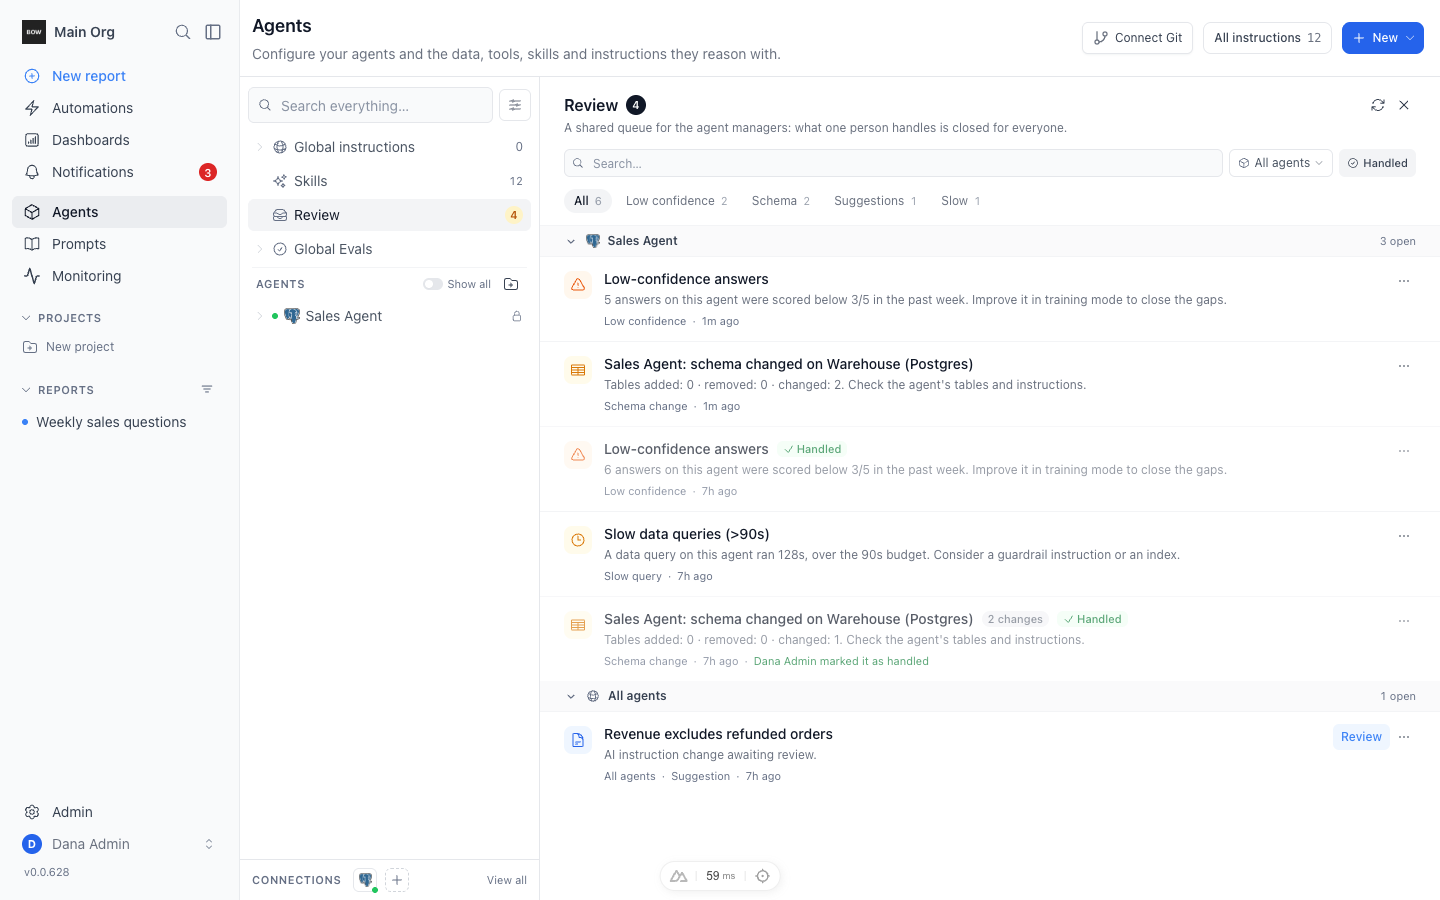 BOW
Main Org
New report
Automations
Dashboards
Notifications 3
Agents
Prompts
Monitoring
PROJECTS
New project
REPORTS
Weekly sales questions
Admin
D Dana Admin
v0.0.628
Agents
Configure your agents and the data, tools, skills and instructions they reason with.
Connect Git
All instructions 12
New
Search everything...
Global instructions 0
Skills 12
Review 4
Global Evals
AGENTS Show all
Sales Agent
CONNECTIONS View all
Review 4
A shared queue for the agent managers: what one person handles is closed for everyone.
Search... All agents Handled
All 6 Low confidence 2 Schema 2 Suggestions 1 Slow 1
Sales Agent 3 open
Low-confidence answers
5 answers on this agent were scored below 3/5 in the past week. Improve it in training mode to close the gaps.
Low confidence · 1m ago
Sales Agent: schema changed on Warehouse (Postgres)
Tables added: 0 · removed: 0 · changed: 2. Check the agent's tables and instructions.
Schema change · 1m ago
Low-confidence answers Handled
6 answers on this agent were scored below 3/5 in the past week. Improve it in training mode to close the gaps.
Low confidence · 7h ago
Slow data queries (>90s)
A data query on this agent ran 128s, over the 90s budget. Consider a guardrail instruction or an index.
Slow query · 7h ago
Sales Agent: schema changed on Warehouse (Postgres) 2 changes Handled
Tables added: 0 · removed: 0 · changed: 1. Check the agent's tables and instructions.
Schema change · 7h ago · Dana Admin marked it as handled
All agents 1 open
Revenue excludes refunded orders Review
AI instruction change awaiting review.
All agents · Suggestion · 7h ago
59 ms